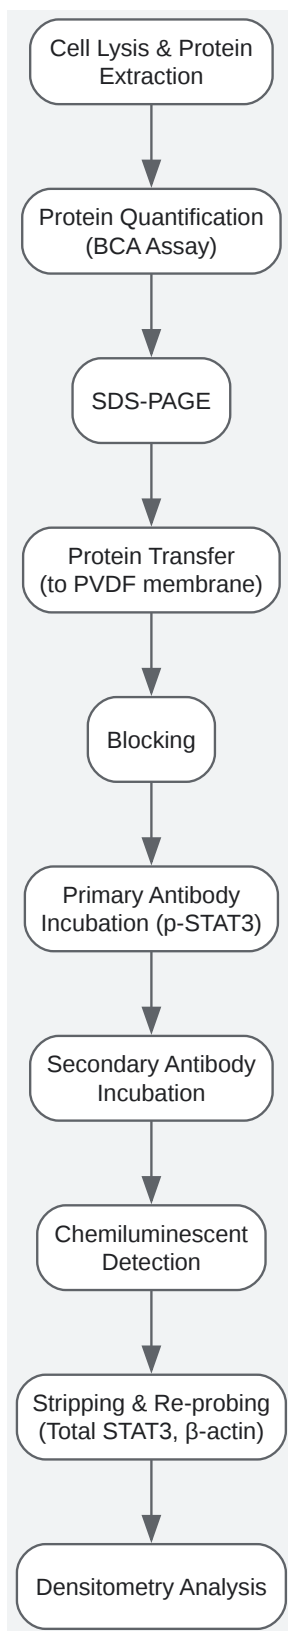 Cell Lysis & Protein
Extraction
Protein Quantification
(BCA Assay)
SDS-PAGE
Protein Transfer
(to PVDF membrane)
Blocking
Primary Antibody
Incubation (p-STAT3)
Secondary Antibody
Incubation
Chemiluminescent
Detection
Stripping & Re-probing
(Total STAT3, β-actin)
Densitometry Analysis